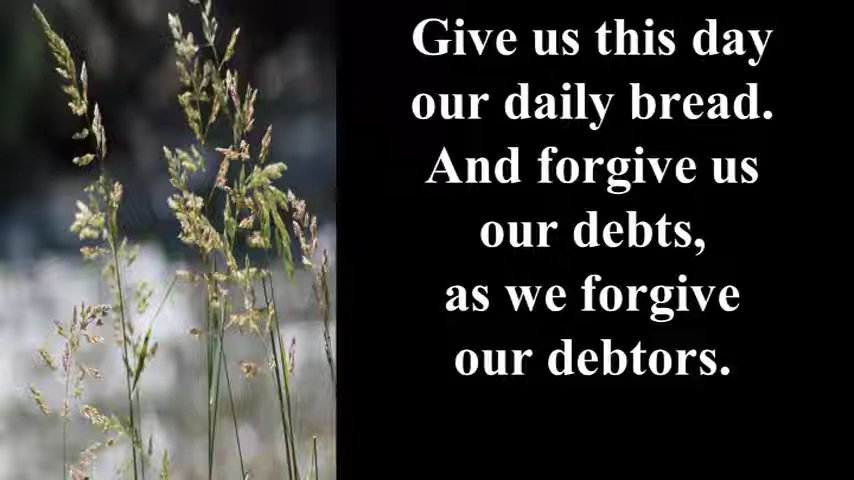 Give us this day
our daily bread.
And forgive us
our debts,
as we forgive
our debtors.